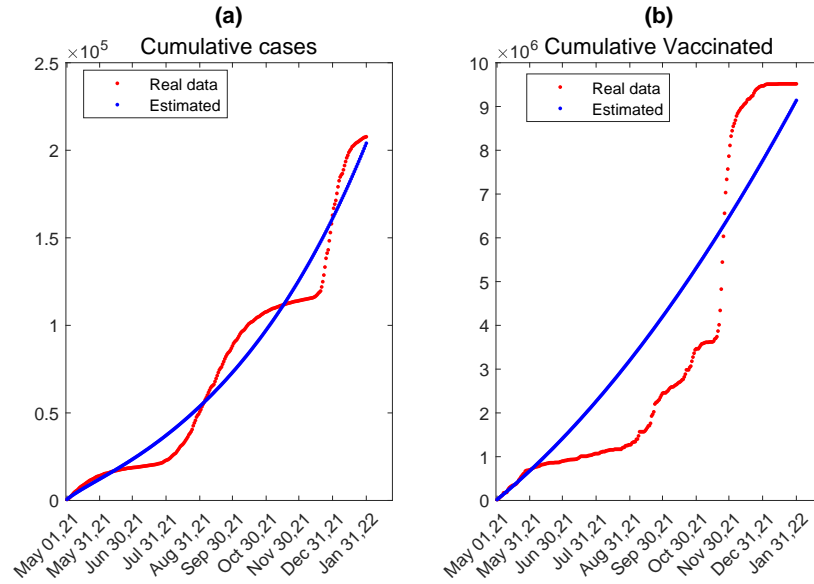 (a)
Cumulative cases
×10^5
2.5
2
1.5
1
0.5
0
Real data
Estimated
May 01,21
May 31,21
Jun 30,21
Jul 31,21
Aug 31,21
Sep 30,21
Oct 30,21
Nov 30,21
Dec 31,21
Jan 31,22
(b)
Cumulative Vaccinated
×10^6
10
9
8
7
6
5
4
3
2
1
0
Real data
Estimated
May 01,21
May 31,21
Jun 30,21
Jul 31,21
Aug 31,21
Sep 30,21
Oct 30,21
Nov 30,21
Dec 31,21
Jan 31,22